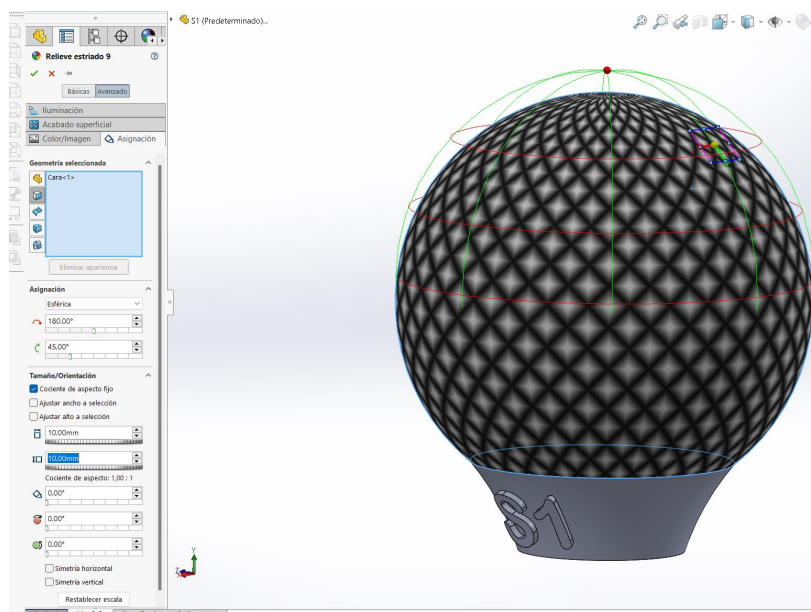 S1 (Predeterminado)...
Relieve estriado 9
Básicas
Avanzado
Iluminación
Acabado superficial
Color/Imagen
Asignación
Geometría seleccionada
Cara<1>
Eliminar apariencia
Asignación
Esférica
180.00°
45.00°
Tamaño/Orientación
Cociente de aspecto fijo
Ajustar ancho a selección
Ajustar alto a selección
10,00mm
10,00mm
Cociente de aspecto: 1,00 : 1
0.00°
0,00°
0,00°
Simetría horizontal
Simetría vertical
Restablecer escala
S1
Y
Z